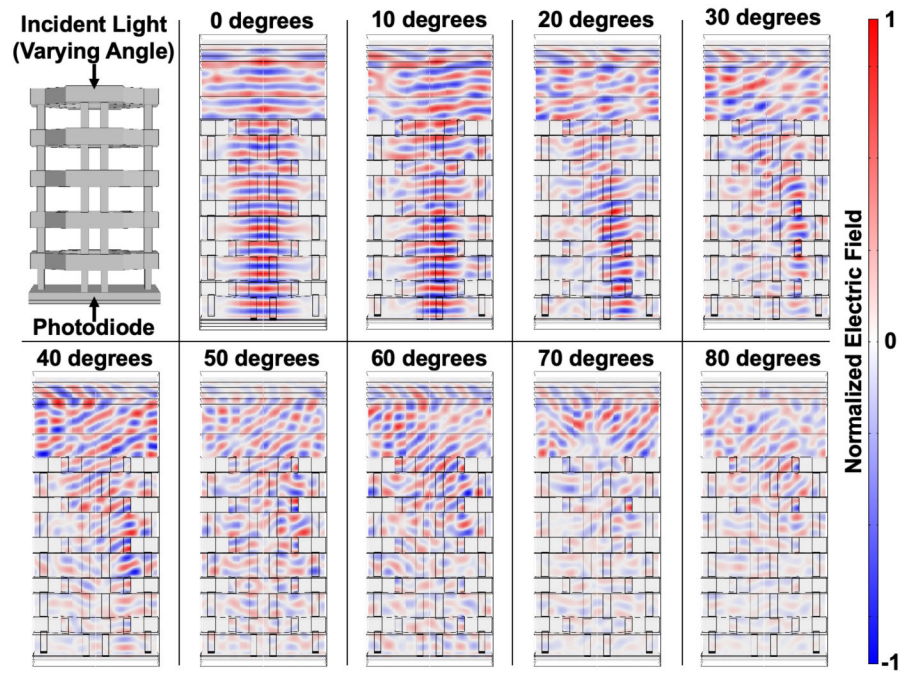 Incident Light
(Varying Angle)
Photodiode
0 degrees
10 degrees
20 degrees
30 degrees
40 degrees
50 degrees
60 degrees
70 degrees
80 degrees
1
0
-1
Normalized Electric Field